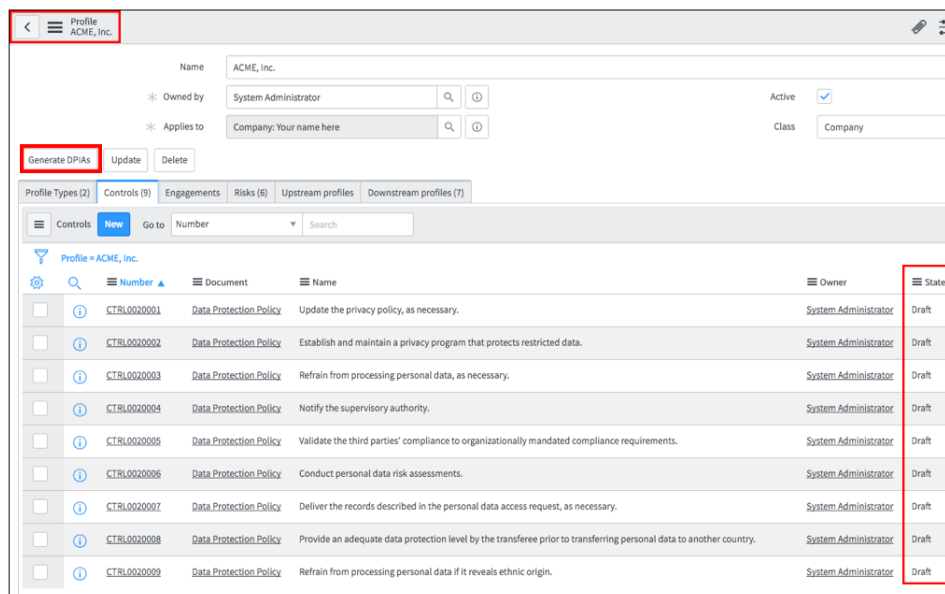 Profile
ACME, Inc.
Name ACME, Inc.
Owned by System Administrator Active
Applies to Company: Your name here Class Company
Generate DPIAs Update Delete
Profile Types (2) Controls (9) Engagements Risks (6) Upstream profiles Downstream profiles (7)
Controls New Go to Number Search
Profile = ACME, Inc.
Number Document Name Owner State
CTRL0020001 Data Protection Policy Update the privacy policy, as necessary. System Administrator Draft
CTRL0020002 Data Protection Policy Establish and maintain a privacy program that protects restricted data. System Administrator Draft
CTRL0020003 Data Protection Policy Refrain from processing personal data, as necessary. System Administrator Draft
CTRL0020004 Data Protection Policy Notify the supervisory authority. System Administrator Draft
CTRL0020005 Data Protection Policy Validate the third parties' compliance to organizationally mandated compliance requirements. System Administrator Draft
CTRL0020006 Data Protection Policy Conduct personal data risk assessments. System Administrator Draft
CTRL0020007 Data Protection Policy Deliver the records described in the personal data access request, as necessary. System Administrator Draft
CTRL0020008 Data Protection Policy Provide an adequate data protection level by the transferee prior to transferring personal data to another country. System Administrator Draft
CTRL0020009 Data Protection Policy Refrain from processing personal data if it reveals ethnic origin. System Administrator Draft